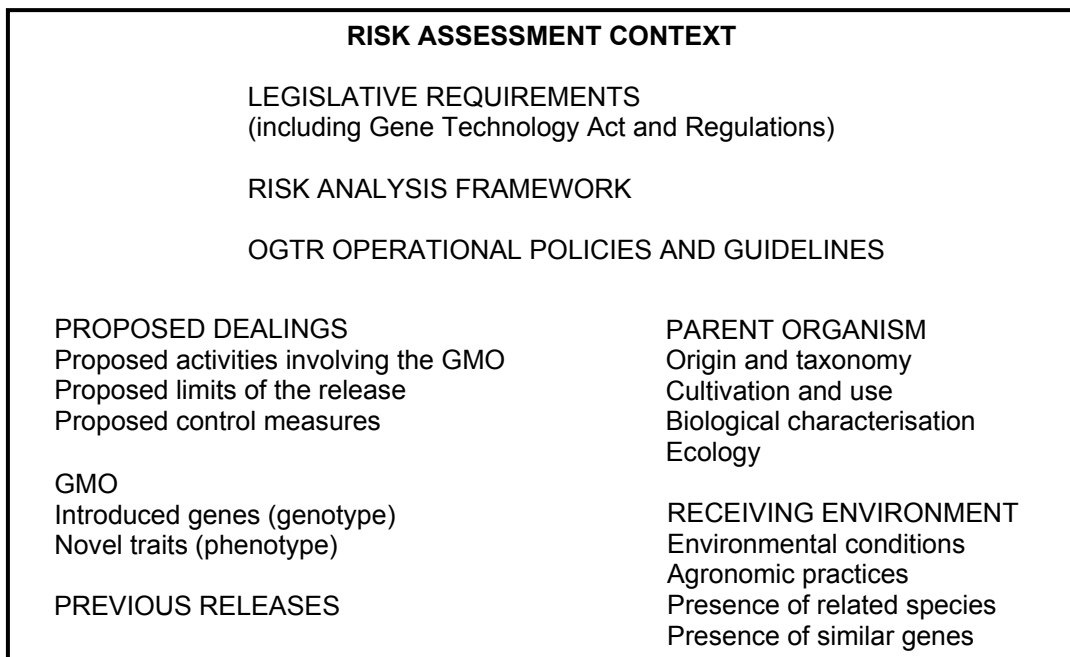 RISK ASSESSMENT CONTEXT
LEGISLATIVE REQUIREMENTS
(including Gene Technology Act and Regulations)
RISK ANALYSIS FRAMEWORK
OGTR OPERATIONAL POLICIES AND GUIDELINES
PROPOSED DEALINGS
Proposed activities involving the GMO
Proposed limits of the release
Proposed control measures
GMO
Introduced genes (genotype)
Novel traits (phenotype)
PREVIOUS RELEASES
PARENT ORGANISM
Origin and taxonomy
Cultivation and use
Biological characterisation
Ecology
RECEIVING ENVIRONMENT
Environmental conditions
Agronomic practices
Presence of related species
Presence of similar genes